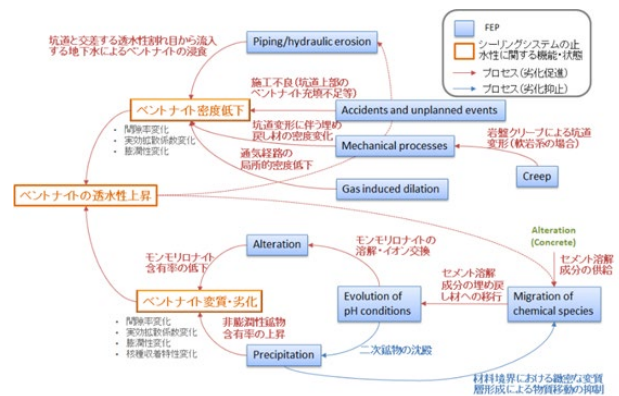 FEP
シーリングシステムの止
水性に関する機能・状態
プロセス(劣化促進)
プロセス(劣化抑止)
坑道と交差する透水性割れ目から流入
する地下水によるベントナイトの浸食
Piping/hydraulic erosion
施工不良(坑道上部の
ベントナイト充填不足等)
Accidents and unplanned events
ベントナイト密度低下
• 間隙率変化
• 実効拡散係数変化
• 膨潤性変化
坑道変形に伴う埋め
戻し材の密度変化
Mechanical processes
岩盤クリープによる坑道
変形(軟岩系の場合)
通気経路の
局所的密度低下
Gas induced dilation
Creep
ベントナイトの透水性上昇
Alteration
(Concrete)
モンモリロナイト
含有率の低下
Alteration
モンモリロナイトの
溶解・イオン交換
セメント溶解
成分の供給
セメント溶解
成分の埋め戻
し材への移行
ベントナイト変質・劣化
• 間隙率変化
• 実効拡散係数変化
• 膨潤性変化
• 核種収着特性変化
Evolution of
pH conditions
Migration of
chemical species
非膨潤性鉱物
含有率の上昇
Precipitation
二次鉱物の沈殿
材料境界における緻密な変質
層形成による物質移動の抑制